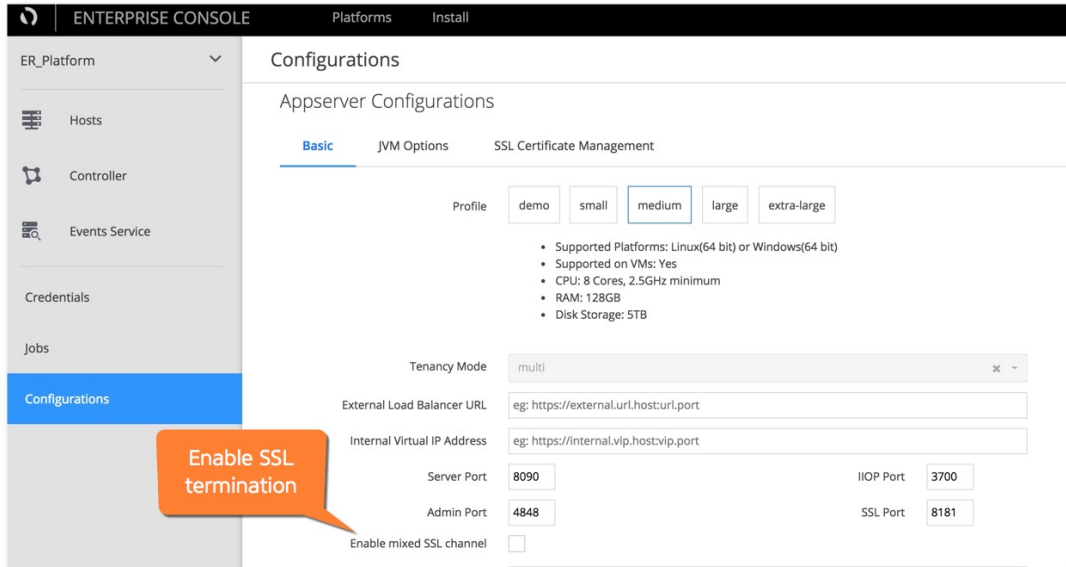 ENTERPRISE CONSOLE
Platforms
Install
ER_Platform
Hosts
Controller
Events Service
Credentials
Jobs
Configurations
Configurations
Appserver Configurations
Basic
JVM Options
SSL Certificate Management
Profile
demo
small
medium
large
extra-large
• Supported Platforms: Linux(64 bit) or Windows(64 bit)
• Supported on VMs: Yes
• CPU: 8 Cores, 2.5GHz minimum
• RAM: 128GB
• Disk Storage: 5TB
Tenancy Mode
multi
External Load Balancer URL
eg: https://external.url.host:url.port
Internal Virtual IP Address
eg: https://internal.vip.host:vip.port
Server Port
8090
IIOP Port
3700
Admin Port
4848
SSL Port
8181
Enable mixed SSL channel
Enable SSL
termination